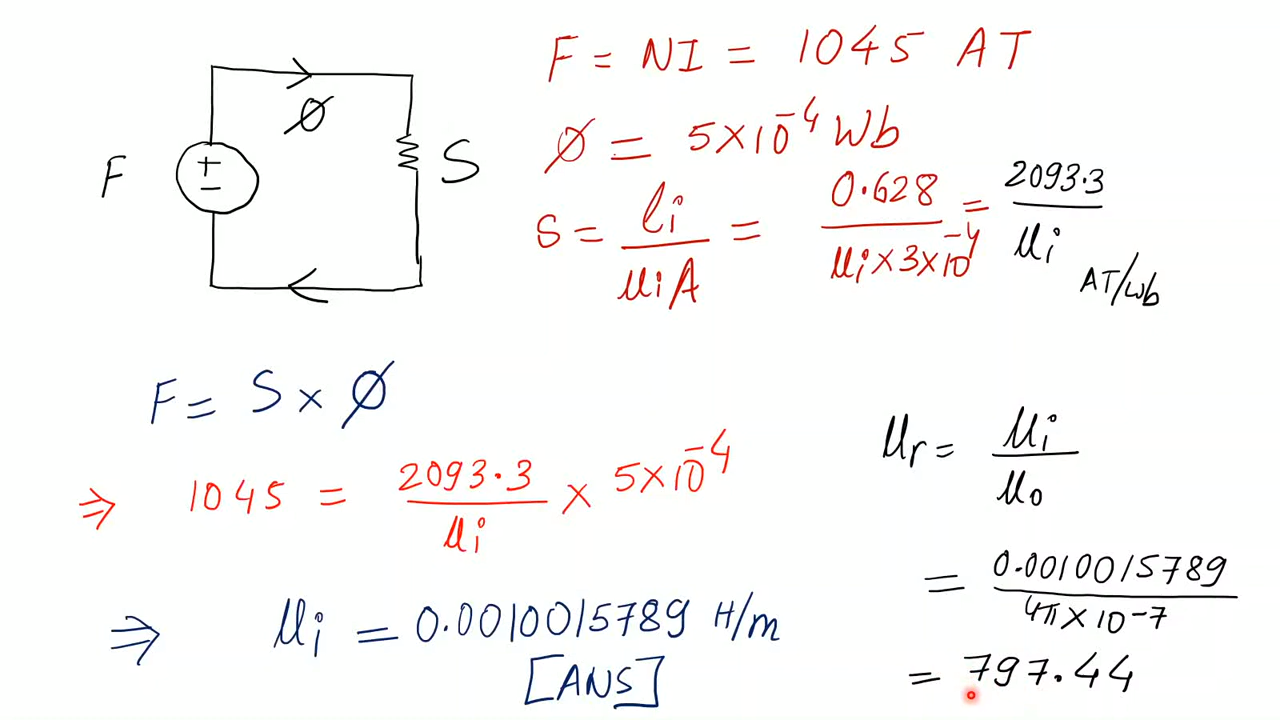 F = NI = 1045 AT
Ø
Ø = 5×10⁻⁴ Wb
F + − S
S = li / μiA = 0.628 / μi×3×10⁻⁴ = 2093.3 / μi AT/wb
F = S × Ø
μr = μi / μ0
⇒ 1045 = 2093.3 / μi × 5×10⁻⁴
= 0.0010015789 / 4π×10⁻⁷
⇒ μi = 0.0010015789 H/m
[ANS]
= 797.44